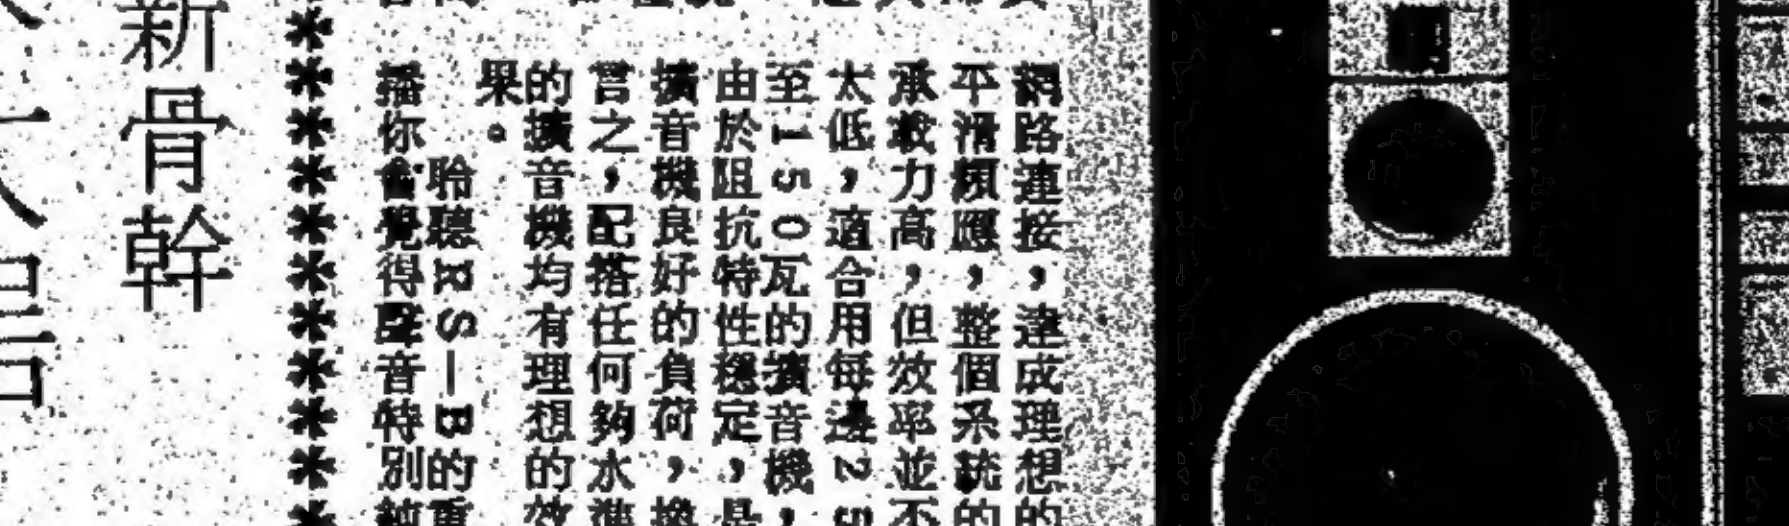 網路連接，達成理想的
平滑頻應，整個系統的
承載力高，但效率並不
太低，適合用每邊25
至150瓦的擴音機，
由於阻抗特性穩定，是
擴音機良好的負荷，換
言之，配搭任何夠水準
的擴音機均有理想的效
果。
聆聽RS—B的重
播你會覺得聲音特別純
＊＊＊＊＊＊＊＊＊＊＊
新骨幹